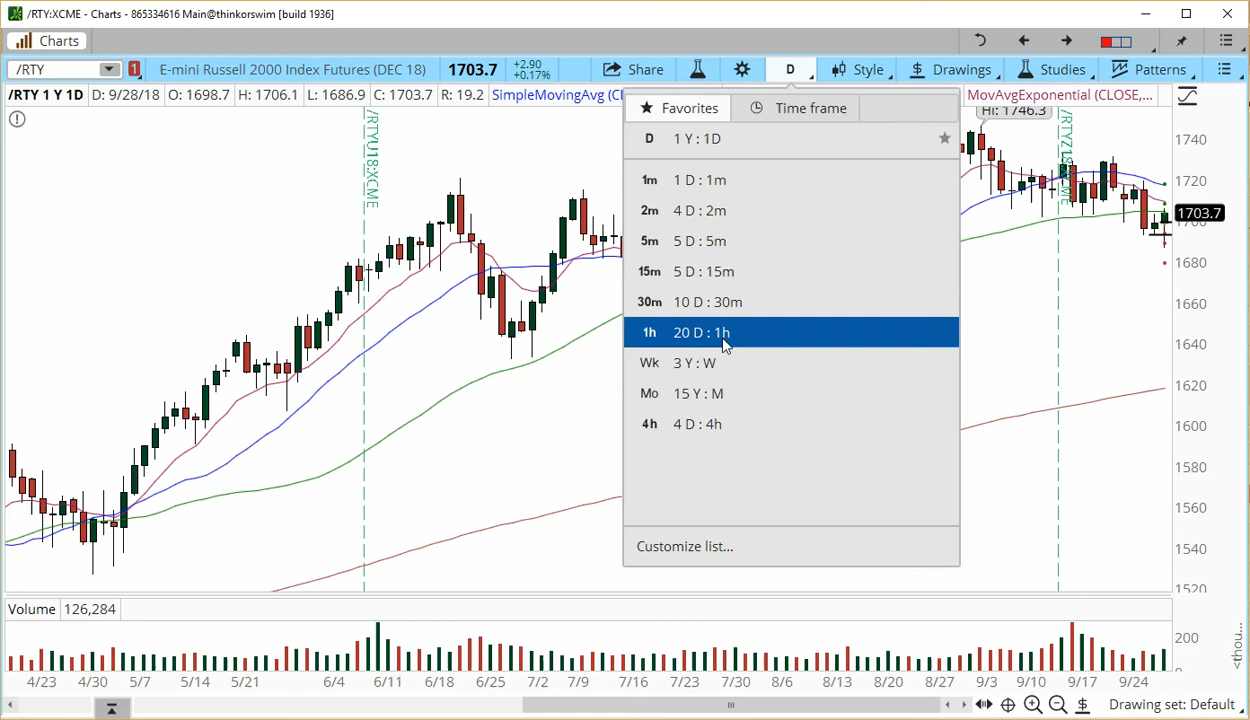 /RTY:XCME - Charts - 865334616 Main@thinkorswim [build 1936]
Charts
/RTY 1 E-mini Russell 2000 Index Futures (DEC 18) 1703.7 +2.90 +0.17% Share D Style Drawings Studies Patterns
/RTY 1 Y 1D D: 9/28/18 O: 1698.7 H: 1706.1 L: 1686.9 C: 1703.7 R: 19.2 SimpleMovingAvg (CL MovAvgExponential (CLOSE,...
Favorites Time frame
Hi: 1746.3
D 1 Y : 1D
1m 1 D : 1m
2m 4 D : 2m
5m 5 D : 5m
15m 5 D : 15m
30m 10 D : 30m
1h 20 D : 1h
Wk 3 Y : W
Mo 15 Y : M
4h 4 D : 4h
Customize list...
/RTYU18:XCME
/RTYZ18:XCME
1740
1720
1703.7
1700
1680
1660
1640
1620
1600
1580
1560
1540
1520
Volume 126,284
200
<thou...
4/23 4/30 5/7 5/14 5/21 6/4 6/11 6/18 6/25 7/2 7/9 7/16 7/23 7/30 8/6 8/13 8/20 8/27 9/3 9/10 9/17 9/24
Drawing set: Default